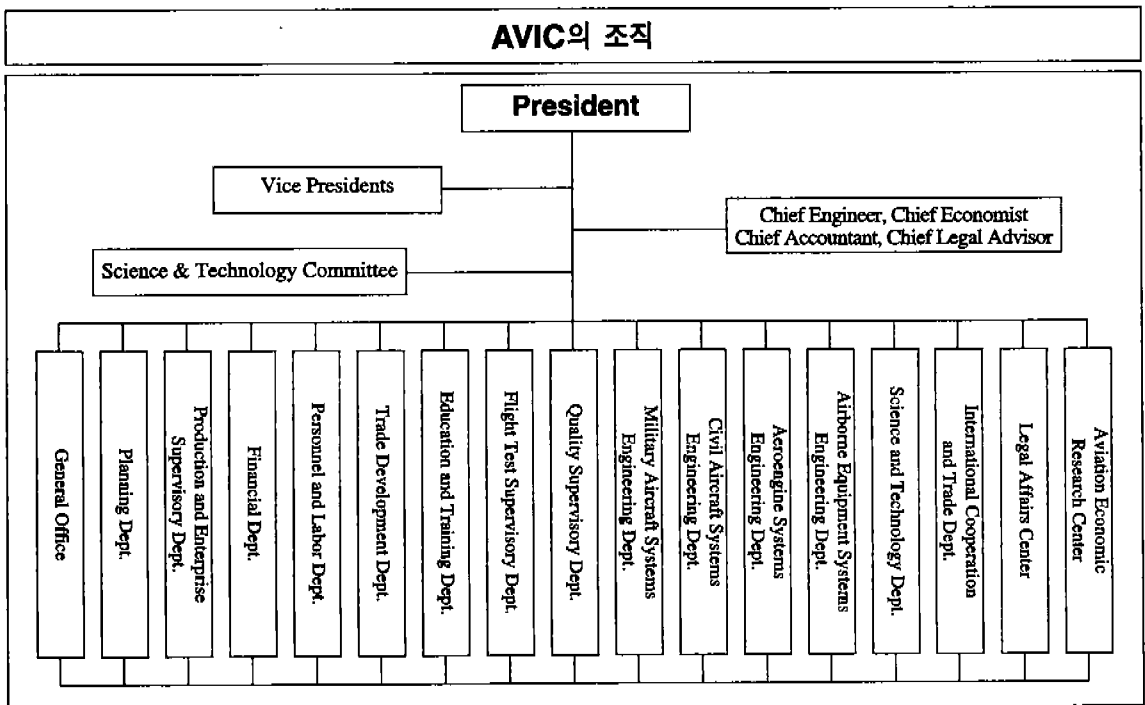 AVIC의 조직
President
Vice Presidents
Chief Engineer, Chief Economist
Chief Accountant, Chief Legal Advisor
Science & Technology Committee
General Office
Planning Dept.
Production and Enterprise
Supervisory Dept.
Financial Dept.
Personnel and Labor Dept.
Trade Development Dept.
Education and Training Dept.
Flight Test Supervisory Dept.
Quality Supervisory Dept.
Military Aircraft Systems
Engineering Dept.
Civil Aircraft Systems
Engineering Dept.
Aeroengine Systems
Engineering Dept.
Airborne Equipment Systems
Engineering Dept.
Science and Technology Dept.
International Cooperation
and Trade Dept.
Legal Affairs Center
Aviation Economic
Research Center